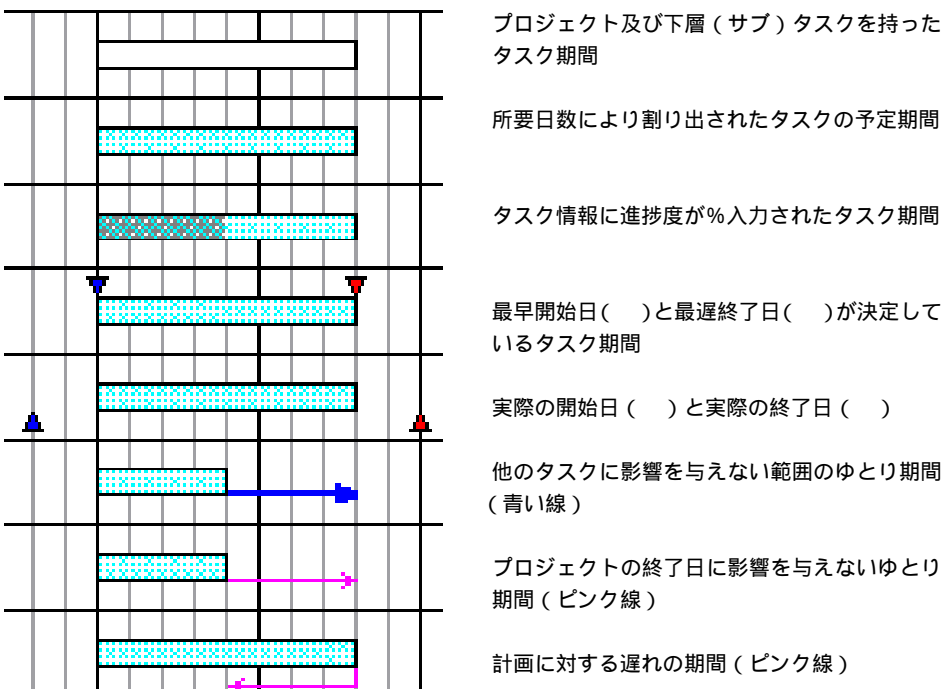 プロジェクト及び下層（サブ）タスクを持った
タスク期間
所要日数により割り出されたタスクの予定期間
タスク情報に進捗度が％入力されたタスク期間
最早開始日(　)と最遅終了日(　)が決定して
いるタスク期間
実際の開始日（　）と実際の終了日（　）
他のタスクに影響を与えない範囲のゆとり期間
（青い線）
プロジェクトの終了日に影響を与えないゆとり
期間（ピンク線）
計画に対する遅れの期間（ピンク線）